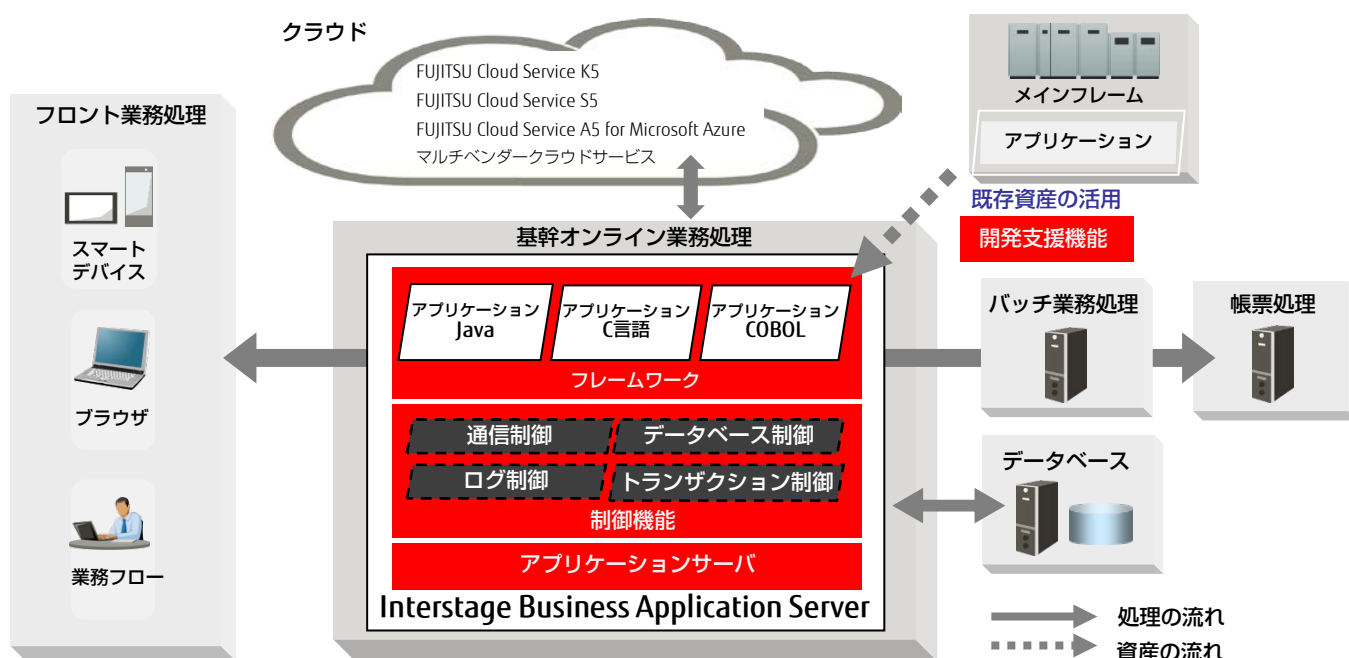 クラウド
FUJITSU Cloud Service K5
FUJITSU Cloud Service S5
FUJITSU Cloud Service A5 for Microsoft Azure
マルチベンダークラウドサービス
メインフレーム
アプリケーション
既存資産の活用
開発支援機能
フロント業務処理
スマート
デバイス
ブラウザ
業務フロー
基幹オンライン業務処理
アプリケーション
Java
アプリケーション
C言語
アプリケーション
COBOL
フレームワーク
通信制御
データベース制御
ログ制御
トランザクション制御
制御機能
アプリケーションサーバ
Interstage Business Application Server
バッチ業務処理
帳票処理
データベース
処理の流れ
資産の流れ